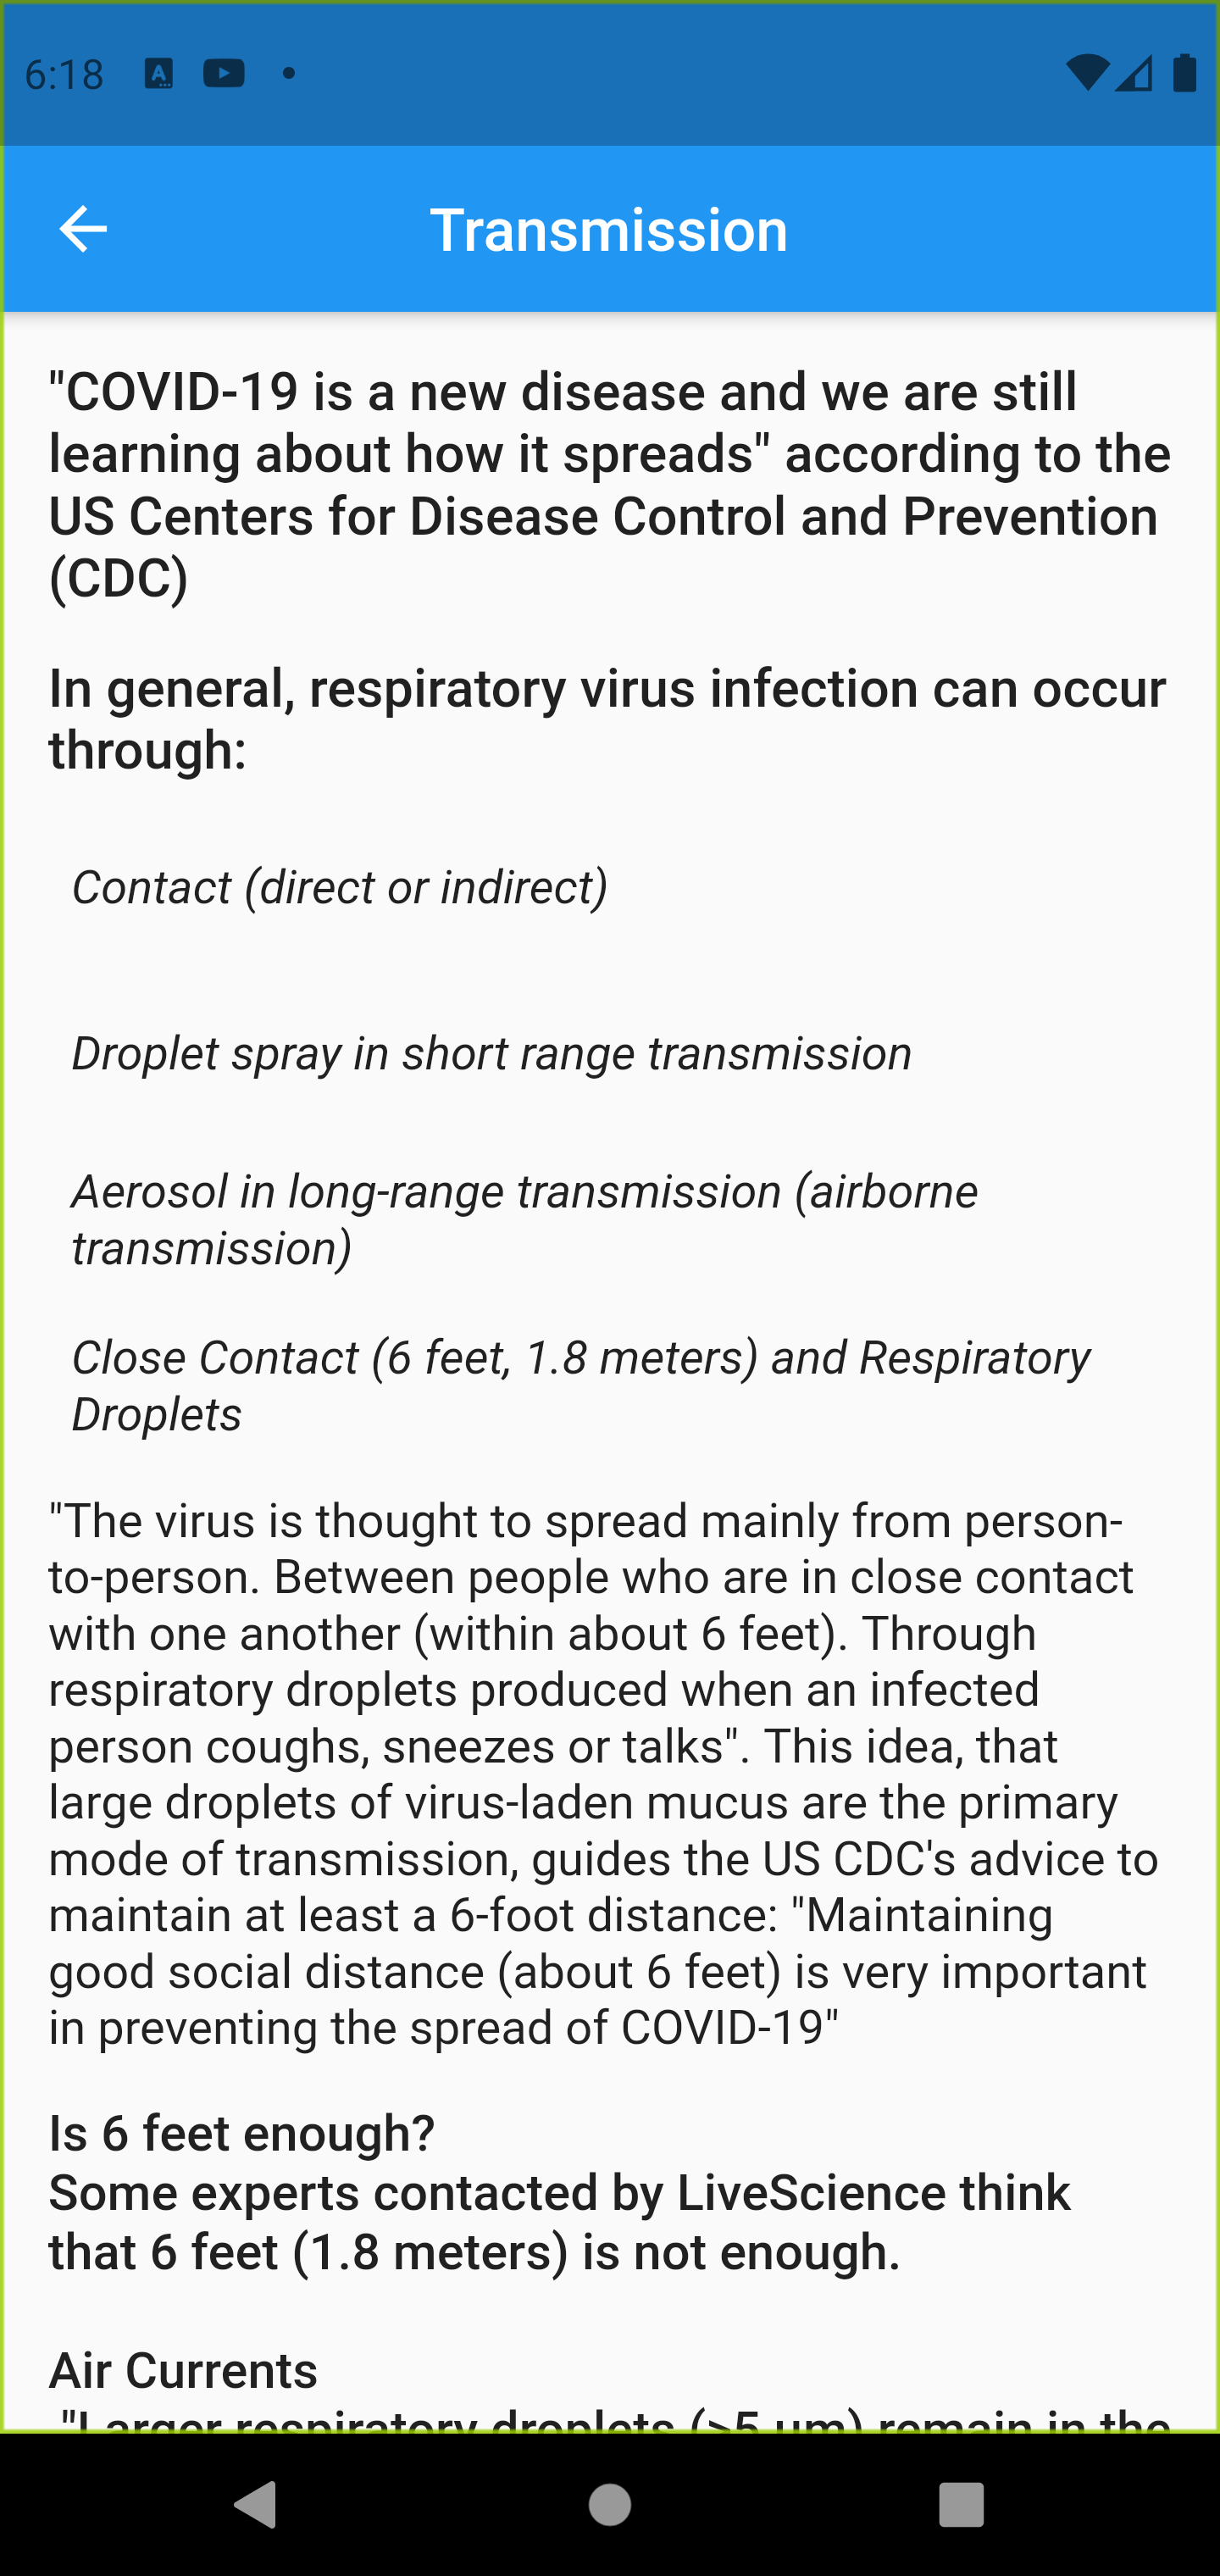 6:18
Transmission
"COVID-19 is a new disease and we are still
learning about how it spreads" according to the
US Centers for Disease Control and Prevention
(CDC)
In general, respiratory virus infection can occur
through:
Contact (direct or indirect)
Droplet spray in short range transmission
Aerosol in long-range transmission (airborne
transmission)
Close Contact (6 feet, 1.8 meters) and Respiratory
Droplets
"The virus is thought to spread mainly from person-
to-person. Between people who are in close contact
with one another (within about 6 feet). Through
respiratory droplets produced when an infected
person coughs, sneezes or talks". This idea, that
large droplets of virus-laden mucus are the primary
mode of transmission, guides the US CDC's advice to
maintain at least a 6-foot distance: "Maintaining
good social distance (about 6 feet) is very important
in preventing the spread of COVID-19"
Is 6 feet enough?
Some experts contacted by LiveScience think
that 6 feet (1.8 meters) is not enough.
Air Currents
"Larger respiratory droplets (>5 μm) remain in the